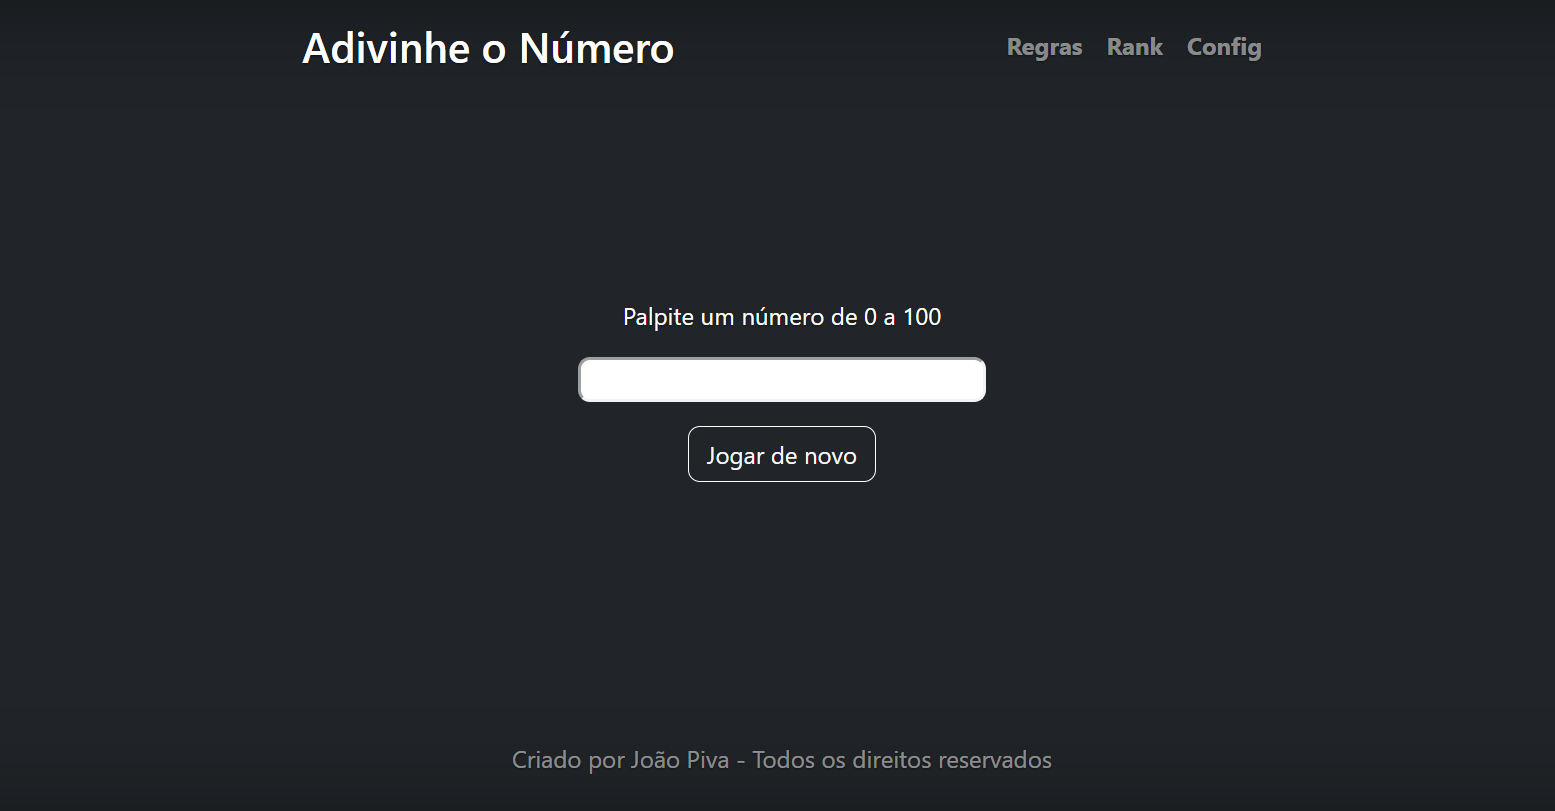 Adivinhe o Número
Regras Rank Config
Palpite um número de 0 a 100
Jogar de novo
Criado por João Piva - Todos os direitos reservados